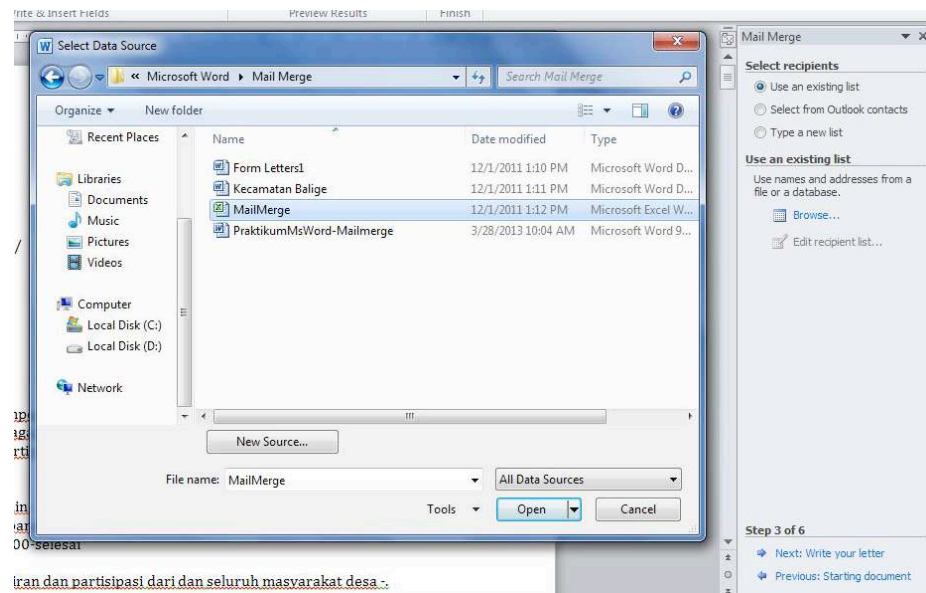 Write & Insert Fields Preview Results Finish
Select Data Source
« Microsoft Word Mail Merge Search Mail Merge
Organize New folder
Recent Places
Libraries
Documents
Music
Pictures
Videos
Computer
Local Disk (C:)
Local Disk (D:)
Network
Name Date modified Type
Form Letters1 12/1/2011 1:10 PM Microsoft Word D...
Kecamatan Balige 12/1/2011 1:11 PM Microsoft Word D...
MailMerge 12/1/2011 1:12 PM Microsoft Excel W...
PraktikumMsWord-Mailmerge 3/28/2013 10:04 AM Microsoft Word 9...
New Source...
File name: MailMerge All Data Sources
Tools Open Cancel
00-selesai
iran dan partisipasi dari dan seluruh masyarakat desa -.
Mail Merge
Select recipients
Use an existing list
Select from Outlook contacts
Type a new list
Use an existing list
Use names and addresses from a
file or a database.
Browse...
Edit recipient list...
Step 3 of 6
Next: Write your letter
Previous: Starting document